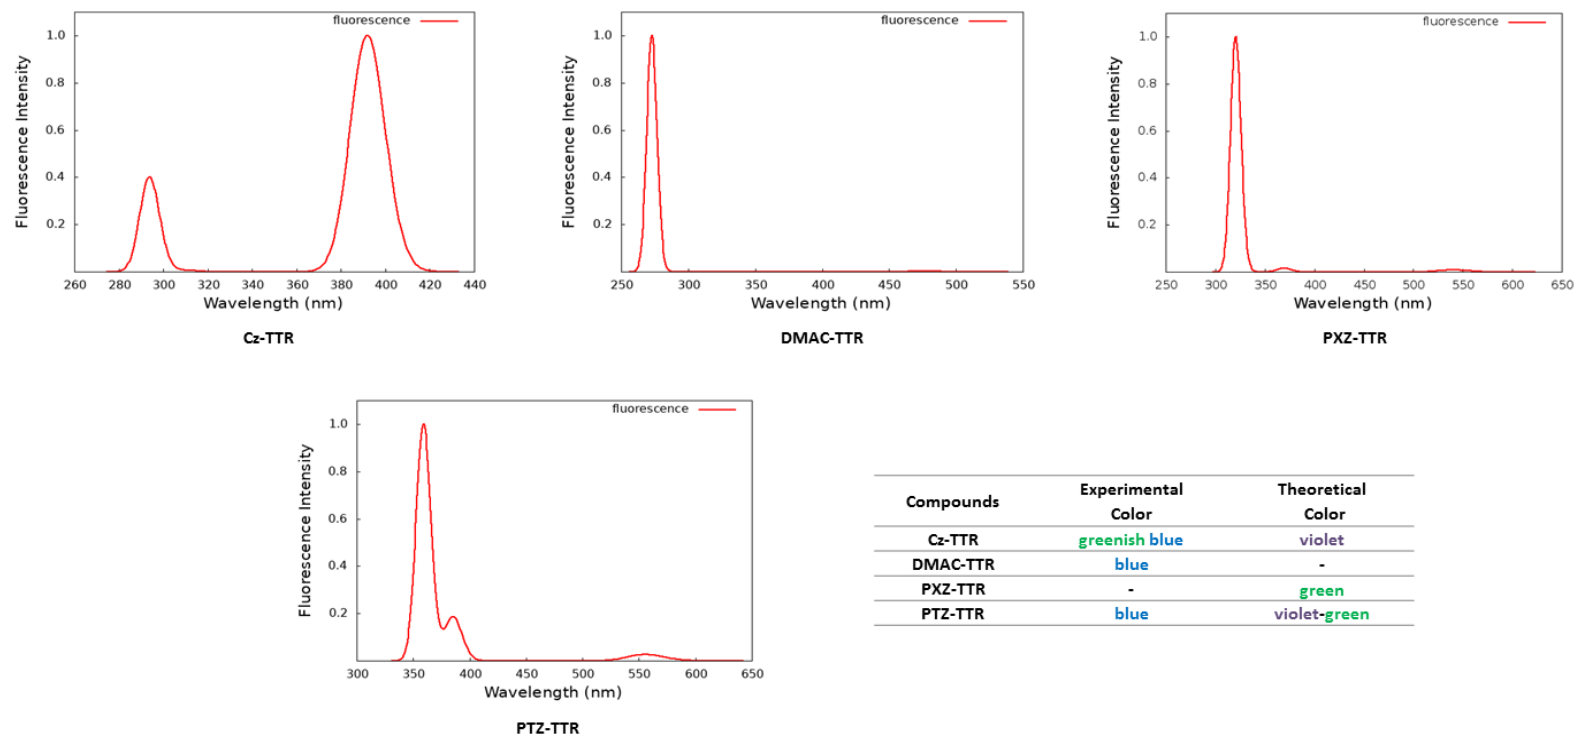 fluorescence
Fluorescence Intensity
1.0
0.8
0.6
0.4
0.2
260 280 300 320 340 360 380 400 420 440
Wavelength (nm)
Cz-TTR
fluorescence
Fluorescence Intensity
1.0
0.8
0.6
0.4
0.2
250 300 350 400 450 500 550
Wavelength (nm)
DMAC-TTR
fluorescence
Fluorescence Intensity
1.0
0.8
0.6
0.4
0.2
250 300 350 400 450 500 550 600 650
Wavelength (nm)
PXZ-TTR
fluorescence
Fluorescence Intensity
1.0
0.8
0.6
0.4
0.2
300 350 400 450 500 550 600 650
Wavelength (nm)
PTZ-TTR
Compounds Experimental Color Theoretical Color
Cz-TTR greenish blue violet
DMAC-TTR blue -
PXZ-TTR - green
PTZ-TTR blue violet-green